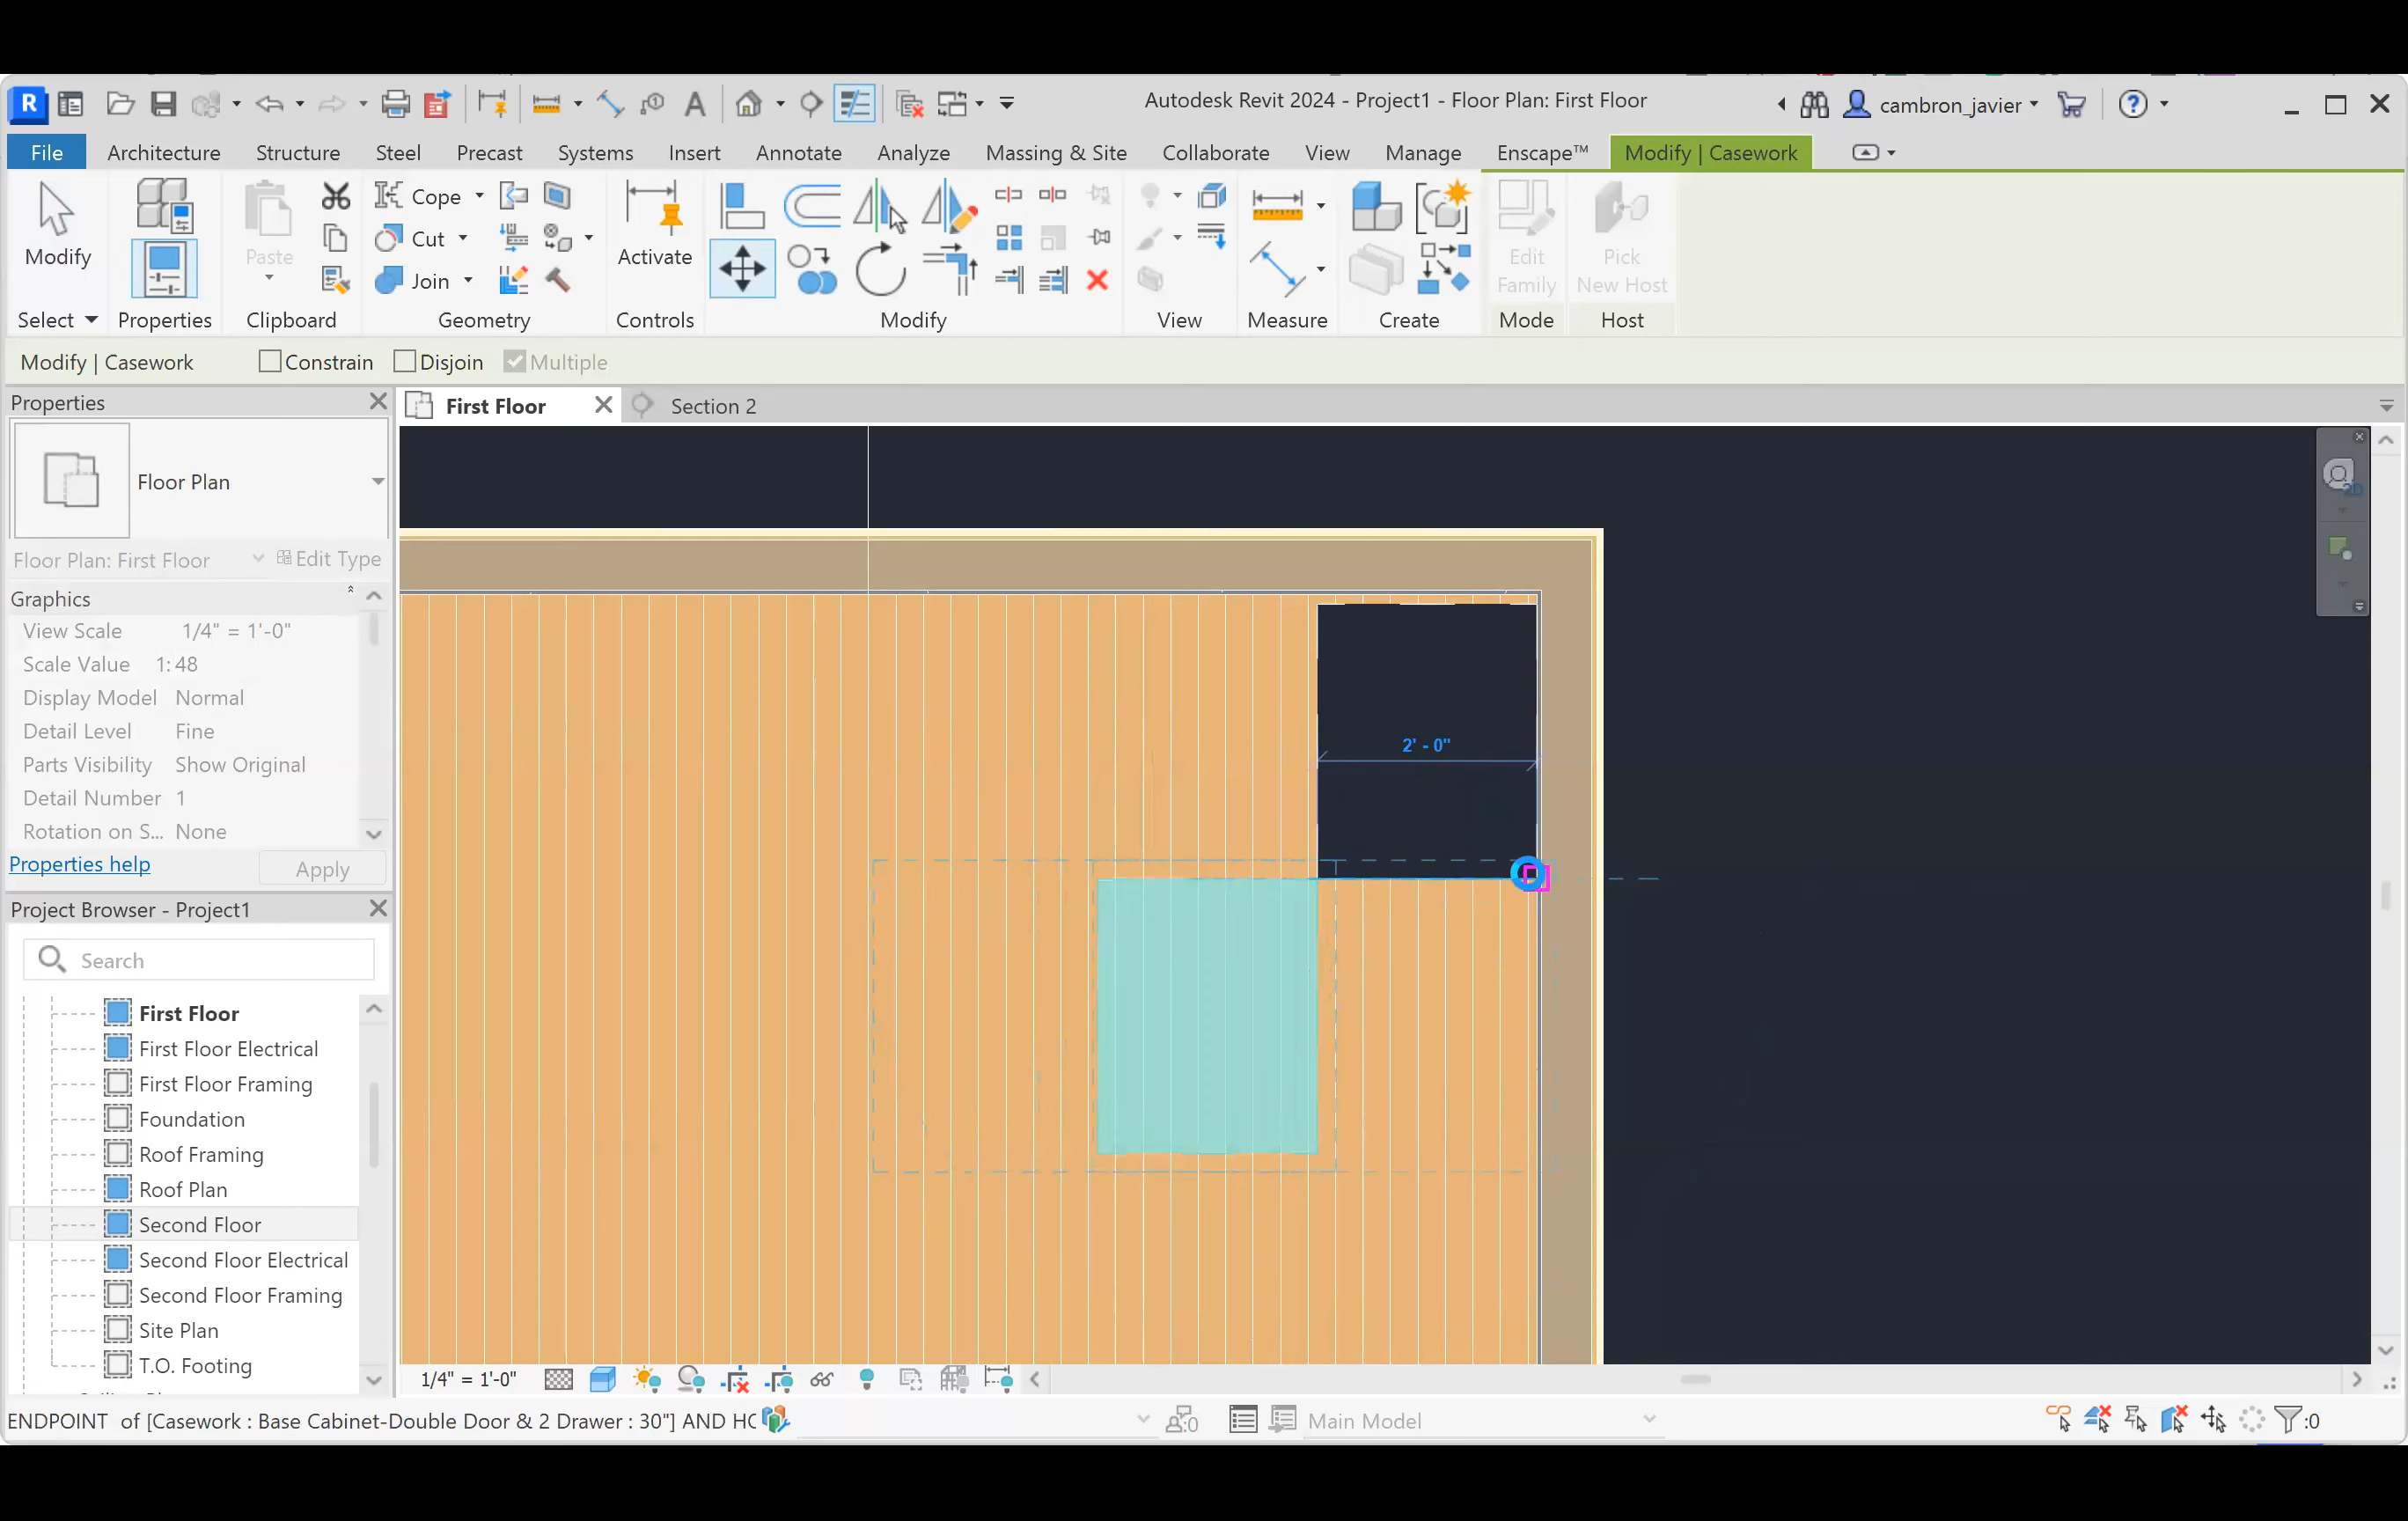 R
Autodesk Revit 2024 - Project1 - Floor Plan: First Floor
cambron_javier
File Architecture Structure Steel Precast Systems Insert Annotate Analyze Massing & Site Collaborate View Manage Enscape™ Modify | Casework
Modify
Paste
Cope
Cut
Join
Activate
Edit Family
Pick New Host
Select Properties Clipboard Geometry Controls Modify View Measure Create Mode Host
Modify | Casework Constrain Disjoin Multiple
Properties
Floor Plan
Floor Plan: First Floor Edit Type
Graphics
View Scale 1/4" = 1'-0"
Scale Value 1: 48
Display Model Normal
Detail Level Fine
Parts Visibility Show Original
Detail Number 1
Rotation on S... None
Properties help Apply
Project Browser - Project1
Search
First Floor
First Floor Electrical
First Floor Framing
Foundation
Roof Framing
Roof Plan
Second Floor
Second Floor Electrical
Second Floor Framing
Site Plan
T.O. Footing
First Floor Section 2
2' - 0"
1/4" = 1'-0"
ENDPOINT of [Casework : Base Cabinet-Double Door & 2 Drawer : 30"] AND HC
:0
Main Model
:0